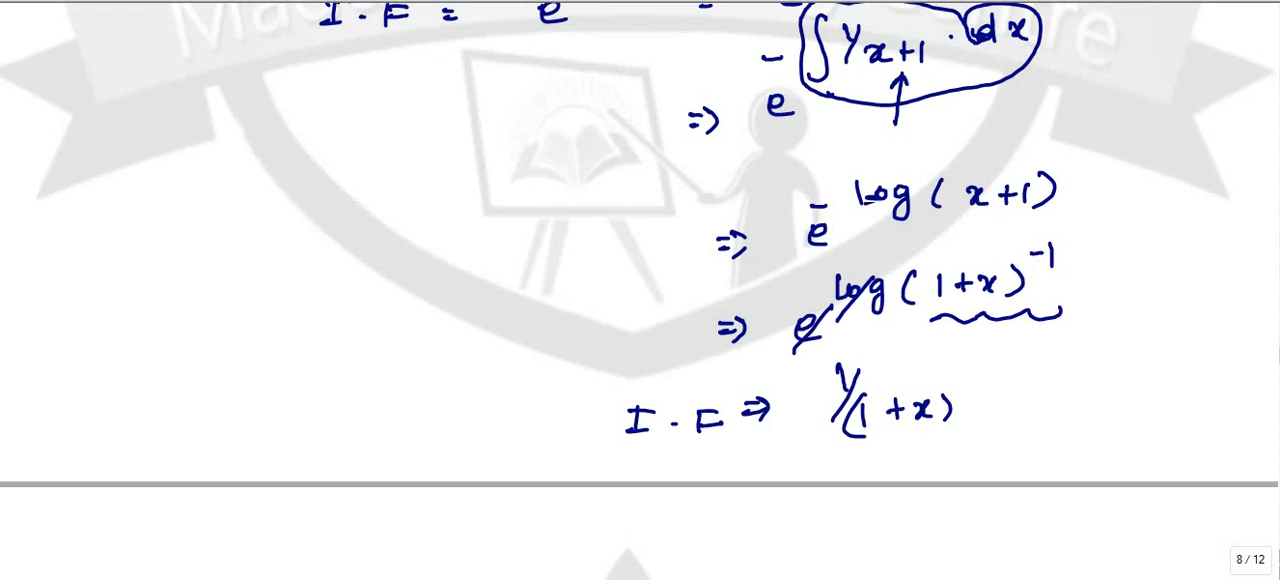 I.F = e
- ∫ 1/x+1 . dx
=> e
=> e - log (x+1)
=> e log (1+x)⁻¹
I.F => 1/(1+x)
8 / 12